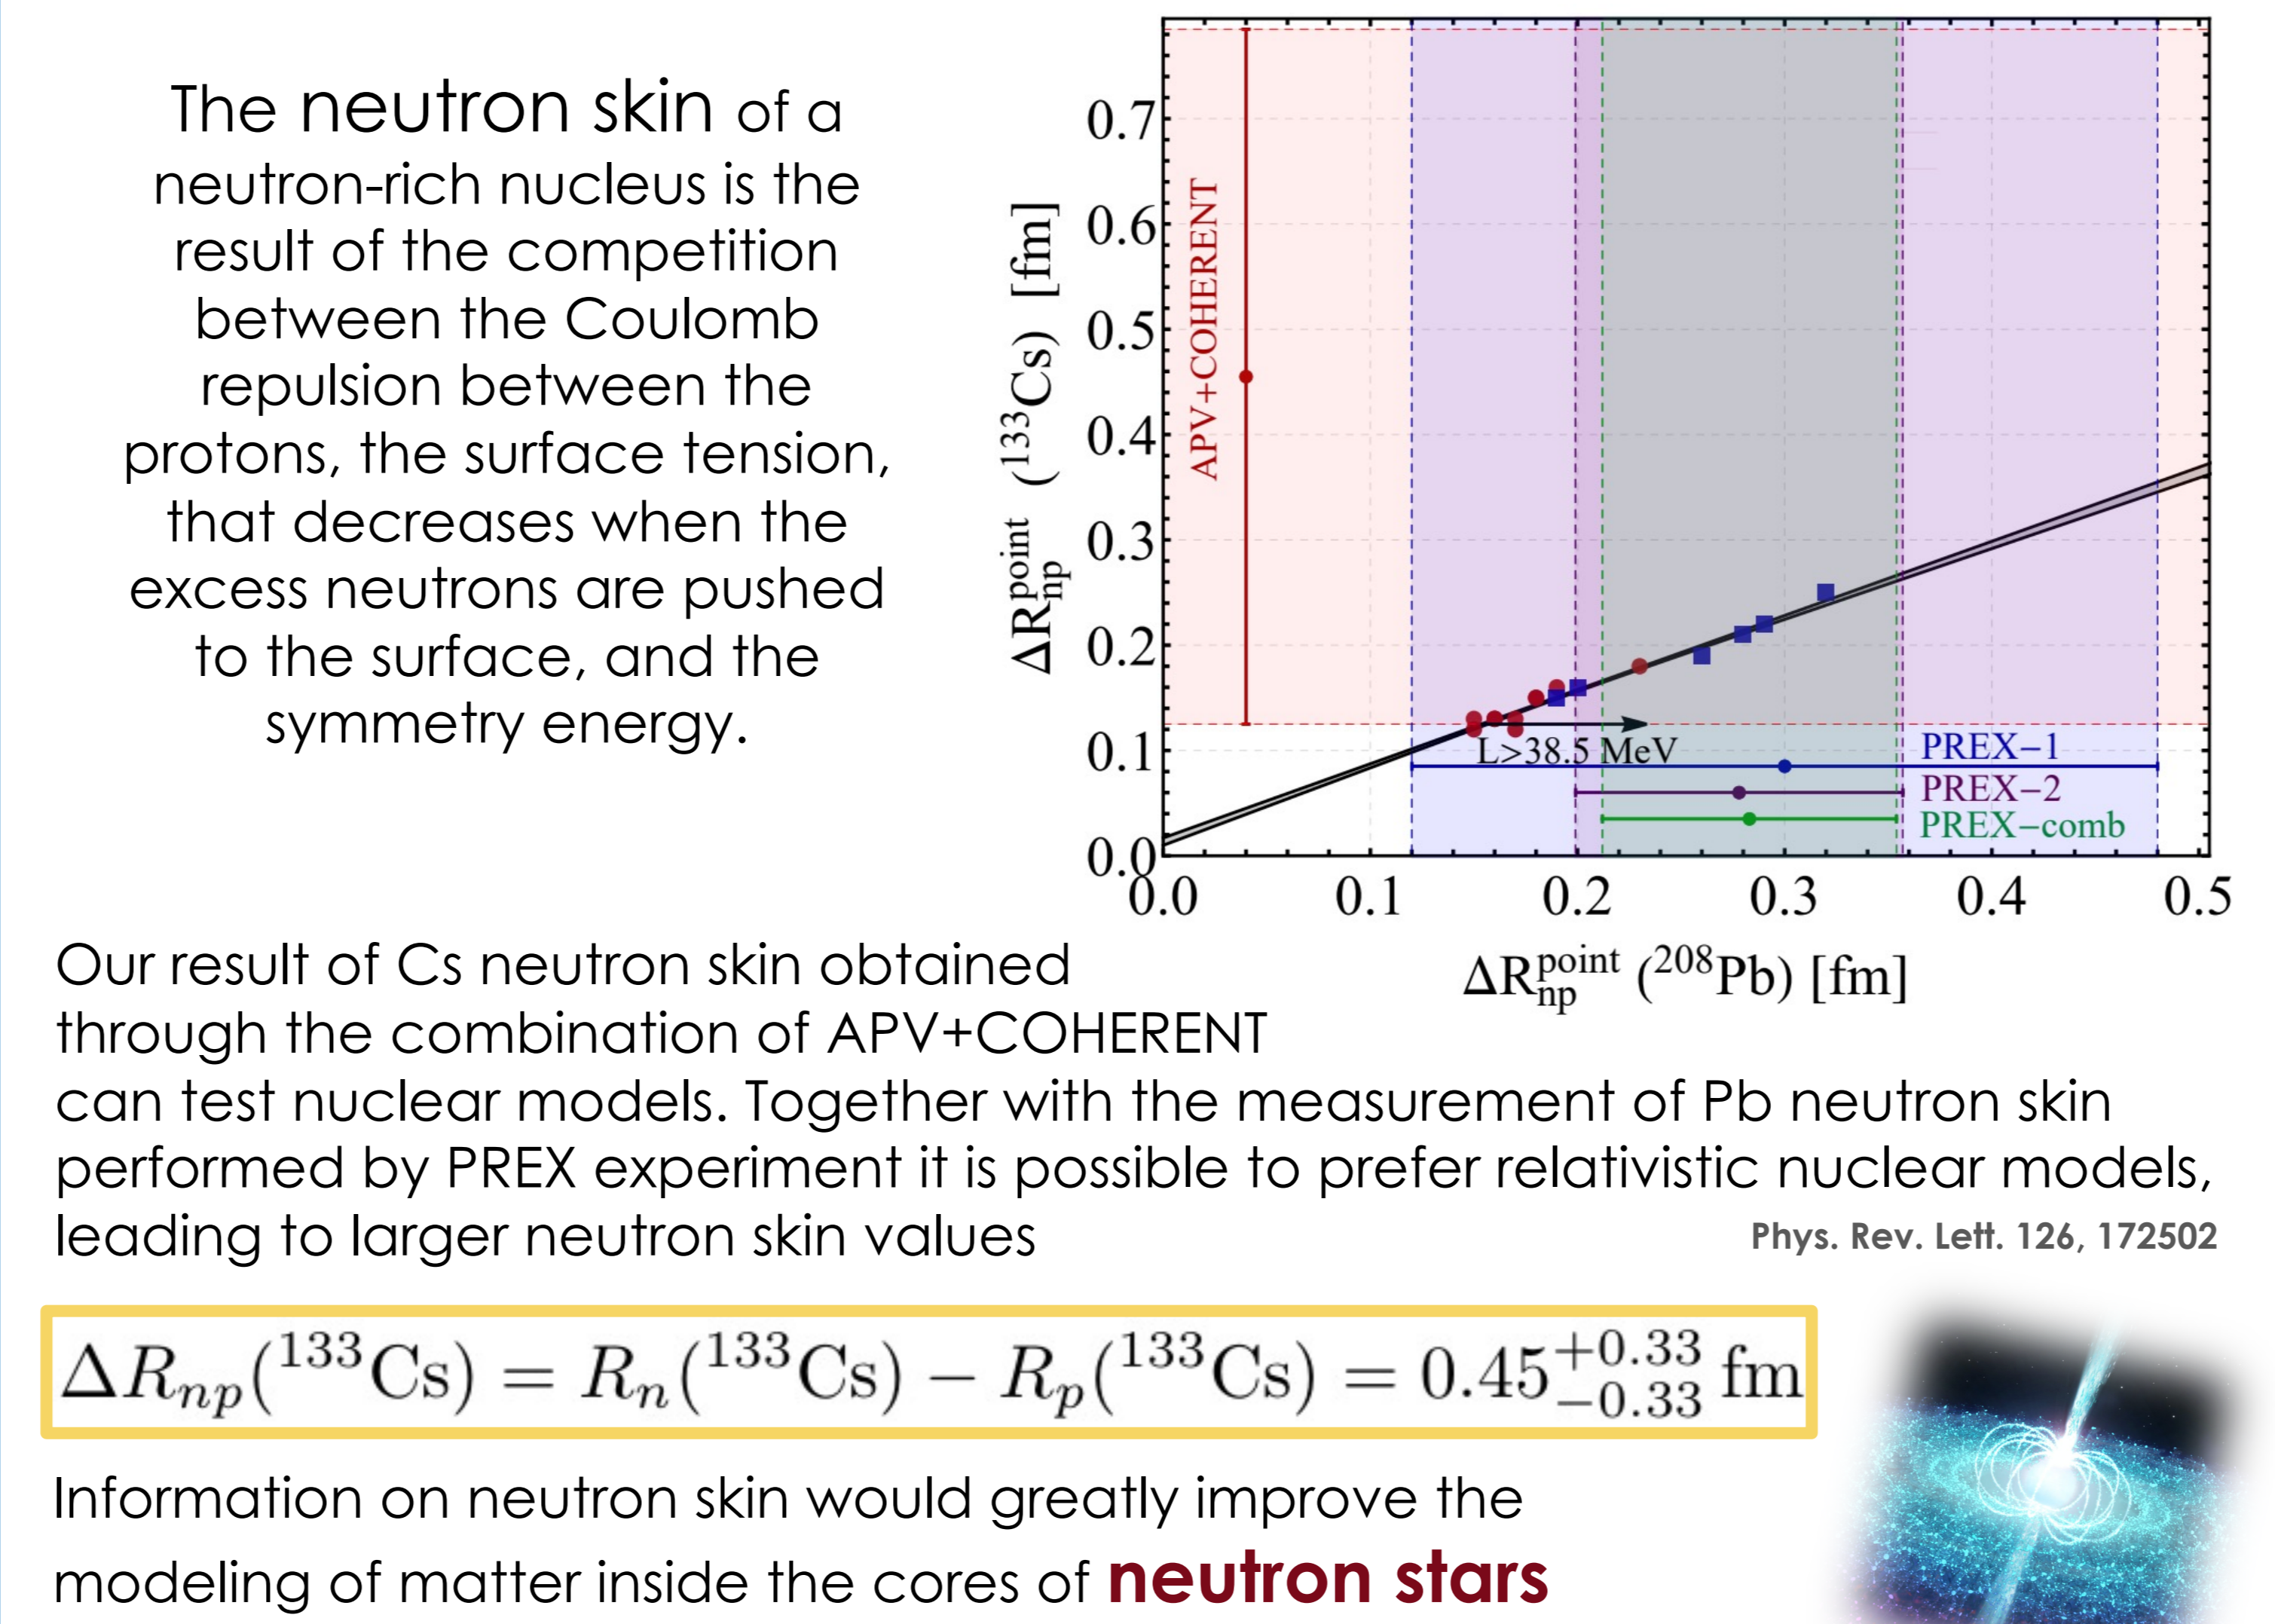 The neutron skin of a
neutron-rich nucleus is the
result of the competition
between the Coulomb
repulsion between the
protons, the surface tension,
that decreases when the
excess neutrons are pushed
to the surface, and the
symmetry energy.
ΔR_np^point (¹³³Cs) [fm]
0.7
0.6
0.5
0.4
0.3
0.2
0.1
0.0
APV+COHERENT
L>38.5 MeV
PREX−1
PREX−2
PREX−comb
0.0 0.1 0.2 0.3 0.4 0.5
ΔR_np^point (²⁰⁸Pb) [fm]
Our result of Cs neutron skin obtained
through the combination of APV+COHERENT
can test nuclear models. Together with the measurement of Pb neutron skin
performed by PREX experiment it is possible to prefer relativistic nuclear models,
leading to larger neutron skin values
Phys. Rev. Lett. 126, 172502
ΔR_np(¹³³Cs) = R_n(¹³³Cs) − R_p(¹³³Cs) = 0.45^{+0.33}_{−0.33} fm
Information on neutron skin would greatly improve the
modeling of matter inside the cores of neutron stars